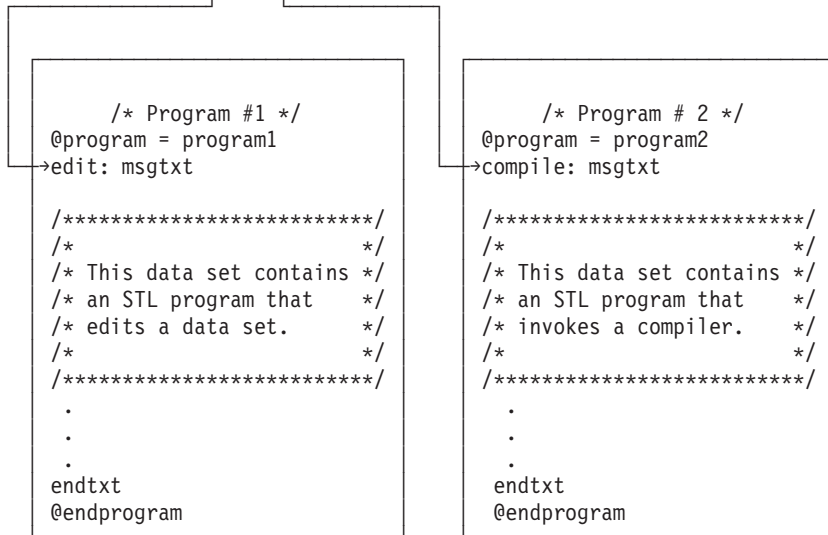 /* Program #1 */
@program = program1
edit: msgtxt
/**************************/
/* */
/* This data set contains */
/* an STL program that */
/* edits a data set. */
/* */
/**************************/
.
.
.
endtxt
@endprogram
/* Program # 2 */
@program = program2
compile: msgtxt
/**************************/
/* */
/* This data set contains */
/* an STL program that */
/* invokes a compiler. */
/* */
/**************************/
.
.
.
endtxt
@endprogram